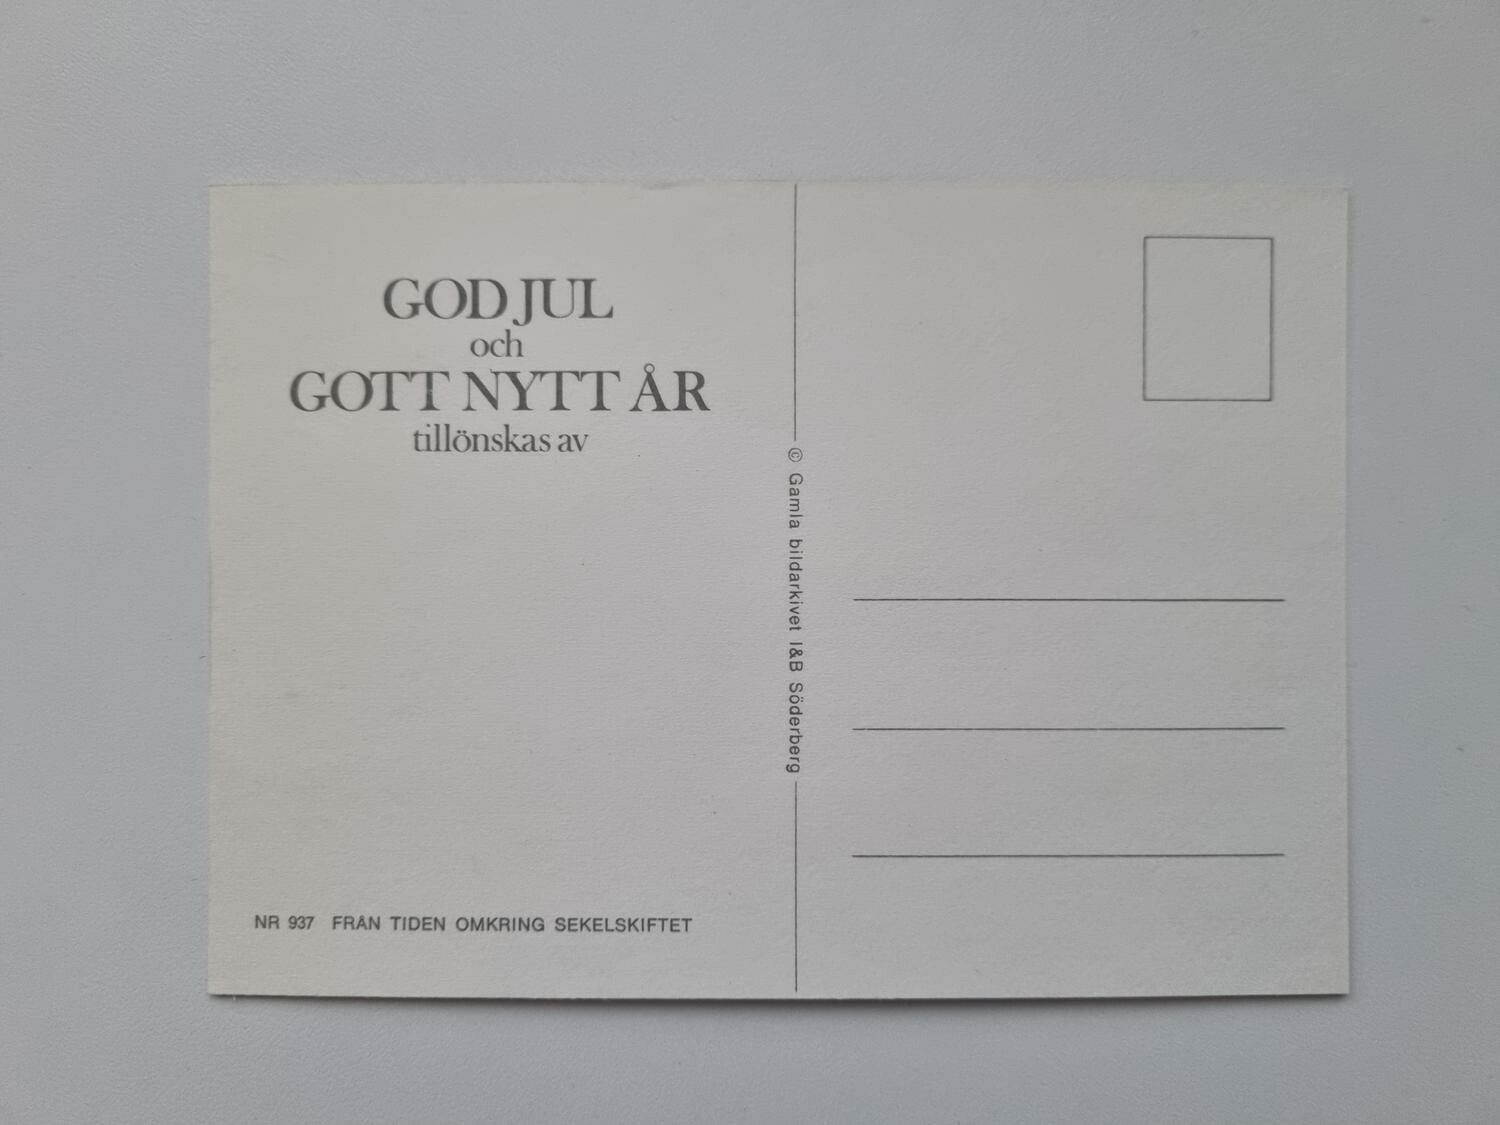 GOD JUL
och
GOTT NYTT ÅR
tillönskas av
NR 937 FRÅN TIDEN OMKRING SEKELSKIFTET
© Gamla bildarkivet I&B Söderberg